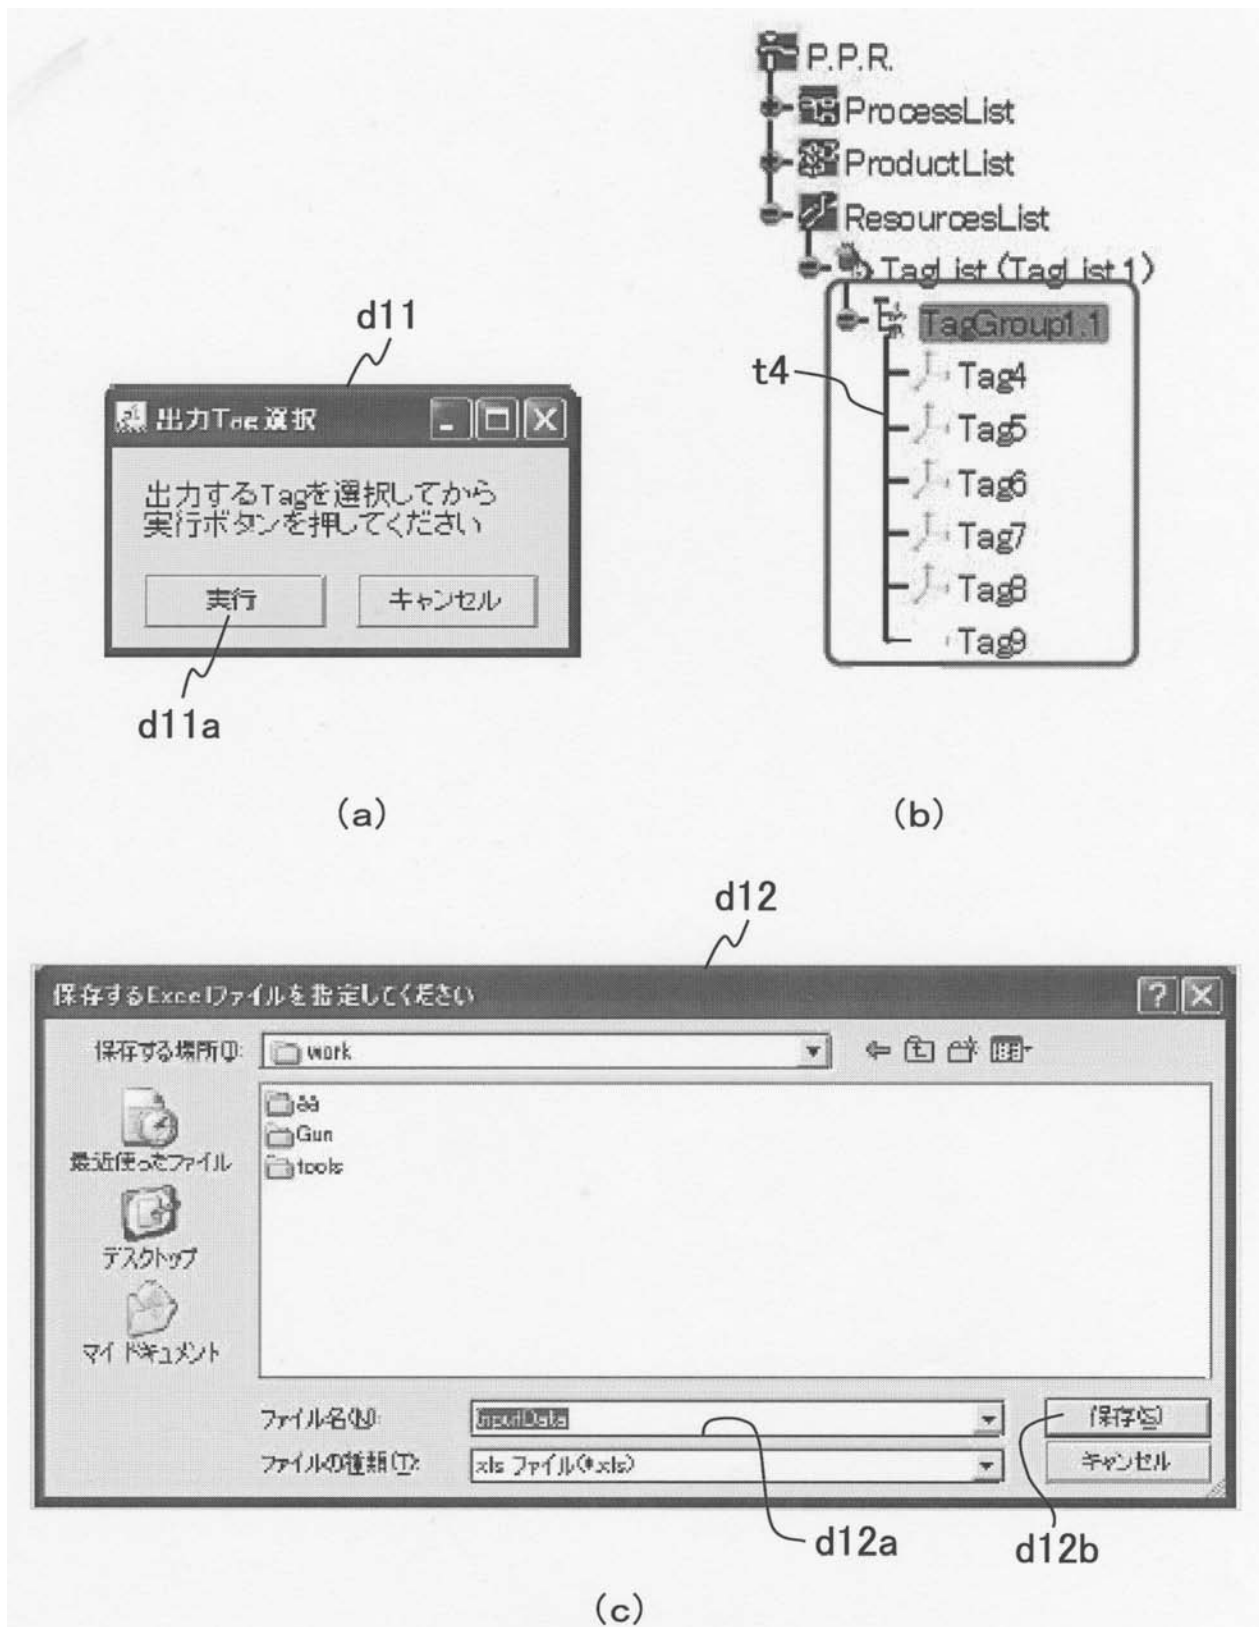 d11
出力Tag選択
出力するTagを選択してから
実行ボタンを押してください
実行
キャンセル
d11a
(a)
P.P.R.
ProcessList
ProductList
ResourcesList
TagList (TagList1)
TagGroup1.1
t4
Tag4
Tag5
Tag6
Tag7
Tag8
Tag9
(b)
d12
保存するExcelファイルを指定してください
保存する場所(I):
work
Gun
tools
最近使ったファイル
デスクトップ
マイ ドキュメント
ファイル名(N):
InputData
保存(S)
ファイルの種類(T):
xls ファイル(*.xls)
キャンセル
d12a
d12b
(c)